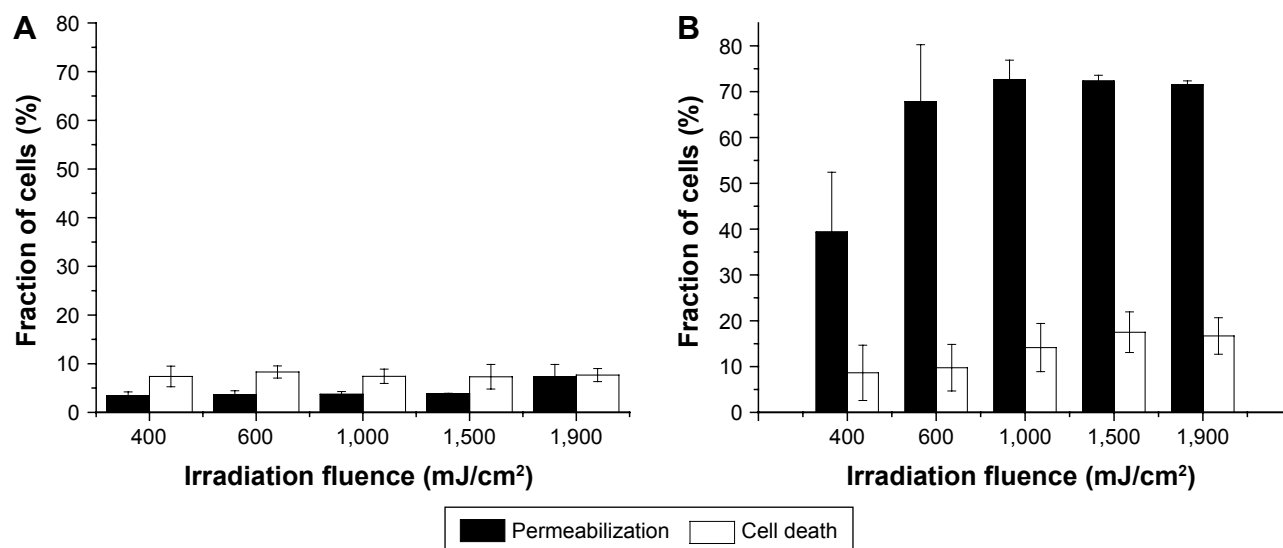 A
Fraction of cells (%)
80
70
60
50
40
30
20
10
0
400 600 1,000 1,500 1,900
Irradiation fluence (mJ/cm²)
B
Fraction of cells (%)
80
70
60
50
40
30
20
10
0
400 600 1,000 1,500 1,900
Irradiation fluence (mJ/cm²)
Permeabilization Cell death